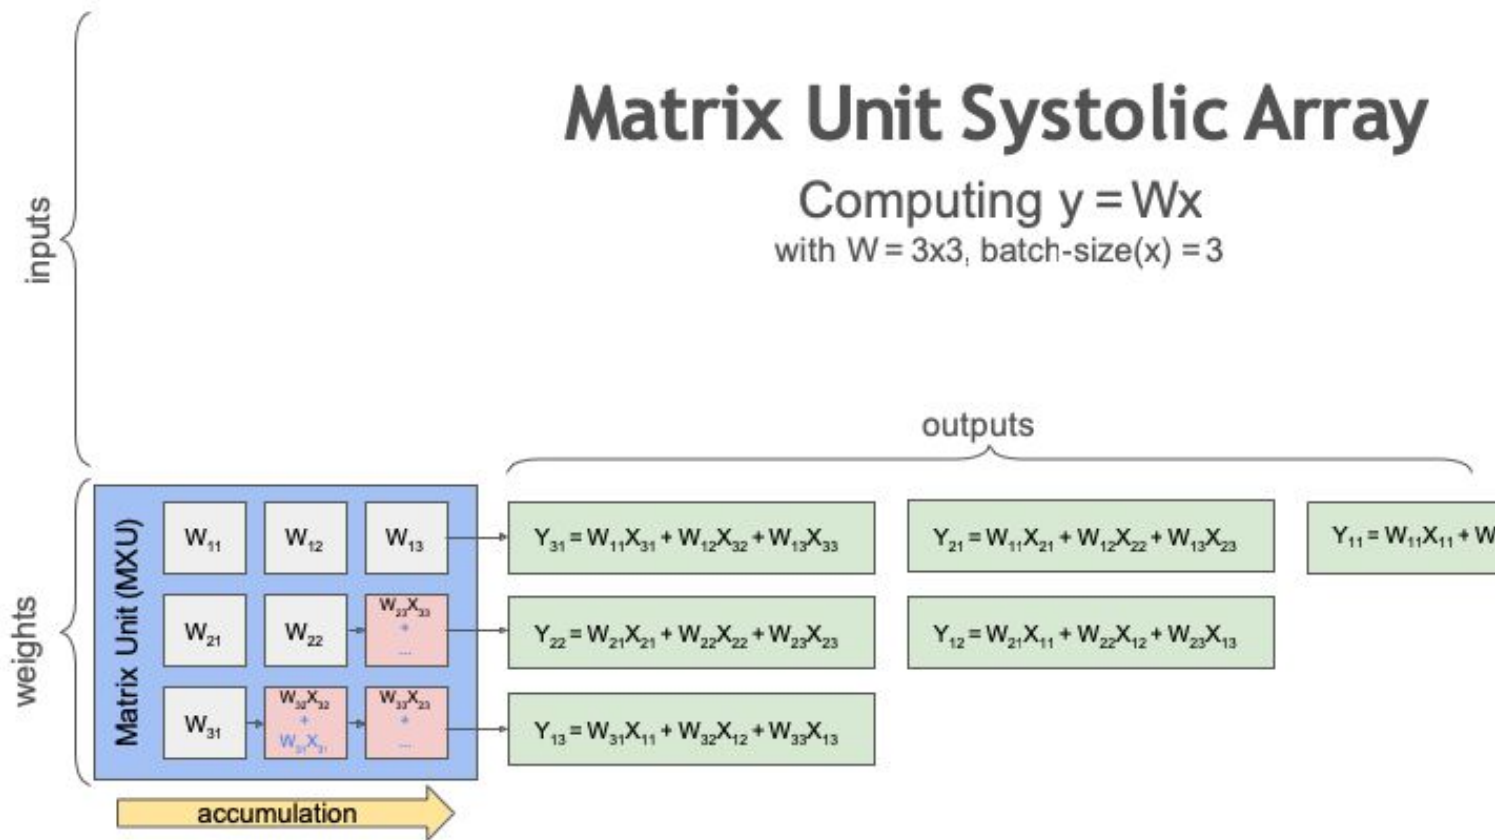 Matrix Unit Systolic Array
Computing y = Wx
with W = 3x3, batch-size(x) = 3
inputs
outputs
weights
Matrix Unit (MXU)
W₁₁ W₁₂ W₁₃
Y₃₁ = W₁₁X₃₁ + W₁₂X₃₂ + W₁₃X₃₃
Y₂₁ = W₁₁X₂₁ + W₁₂X₂₂ + W₁₃X₂₃
Y₁₁ = W₁₁X₁₁ + W
W₂₁ W₂₂
W₂₃X₃₃
+
...
Y₂₂ = W₂₁X₂₁ + W₂₂X₂₂ + W₂₃X₂₃
Y₁₂ = W₂₁X₁₁ + W₂₂X₁₂ + W₂₃X₁₃
W₃₁
W₃₂X₃₂
+
W₃₁X₃₁
W₃₃X₂₃
+
...
Y₁₃ = W₃₁X₁₁ + W₃₂X₁₂ + W₃₃X₁₃
accumulation